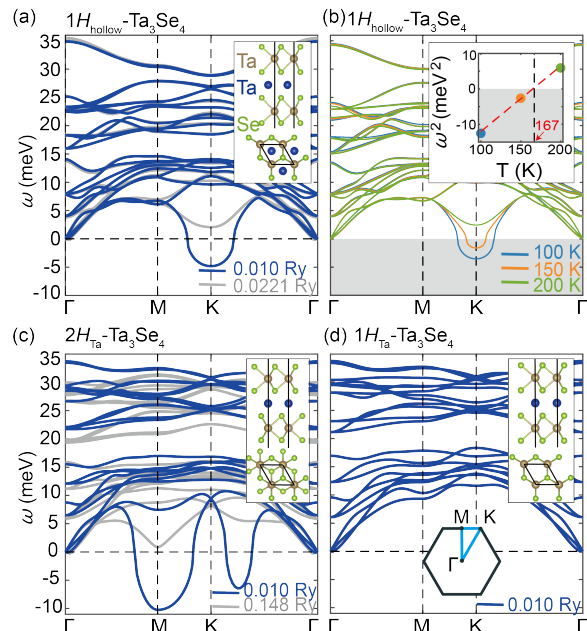 (a) 1H_hollow-Ta₃Se₄
35
30
25
20
15
10
5
0
-5
-10
ω (meV)
Γ M K Γ
Ta
Ta
Se
0.010 Ry
0.0221 Ry
(b) 1H_hollow-Ta₃Se₄
ω² (meV²)
10
0
-10
100 150 200
T (K)
167
100 K
150 K
200 K
Γ M K Γ
(c) 2H_Ta-Ta₃Se₄
35
30
25
20
15
10
5
0
-5
-10
ω (meV)
Γ M K Γ
0.010 Ry
0.148 Ry
(d) 1H_Ta-Ta₃Se₄
M K
Γ
0.010 Ry
Γ M K Γ